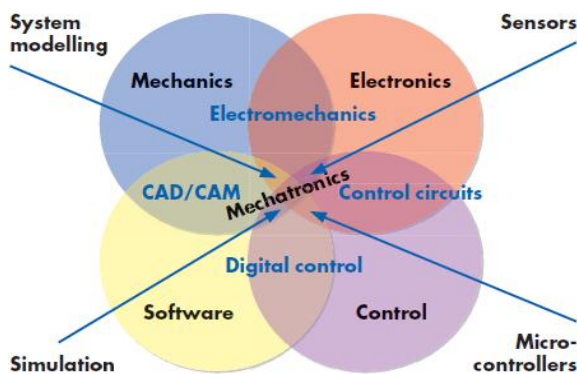 System
modelling
Sensors
Mechanics
Electronics
Electromechanics
CAD/CAM
Mechatronics
Control circuits
Digital control
Software
Control
Simulation
Micro-
controllers